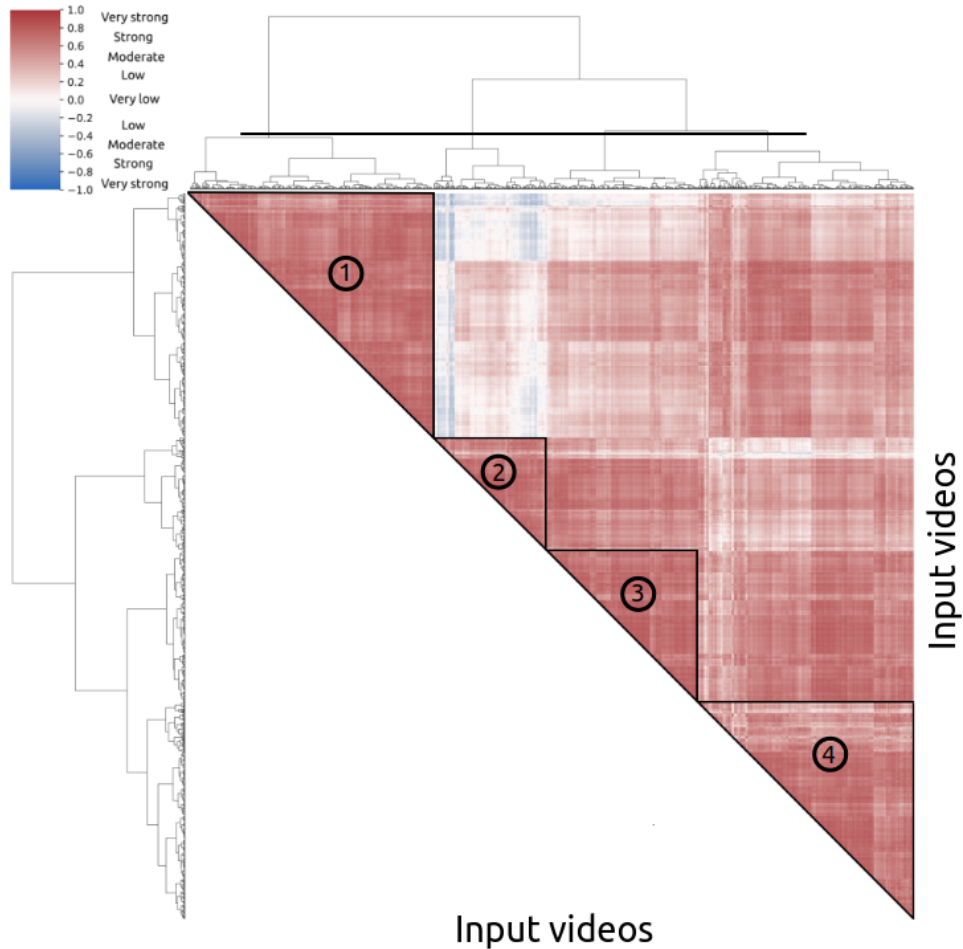 1.0 Very strong
0.8 Strong
0.6
0.4 Moderate
0.2 Low
0.0 Very low
−0.2 Low
−0.4 Moderate
−0.6 Strong
−0.8
−1.0 Very strong
1
2
3
4
Input videos
Input videos